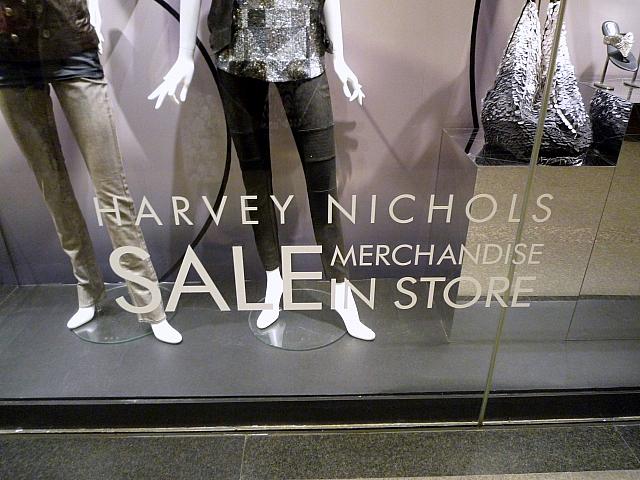 HARVEY NICHOLS
SALE MERCHANDISE
IN STORE